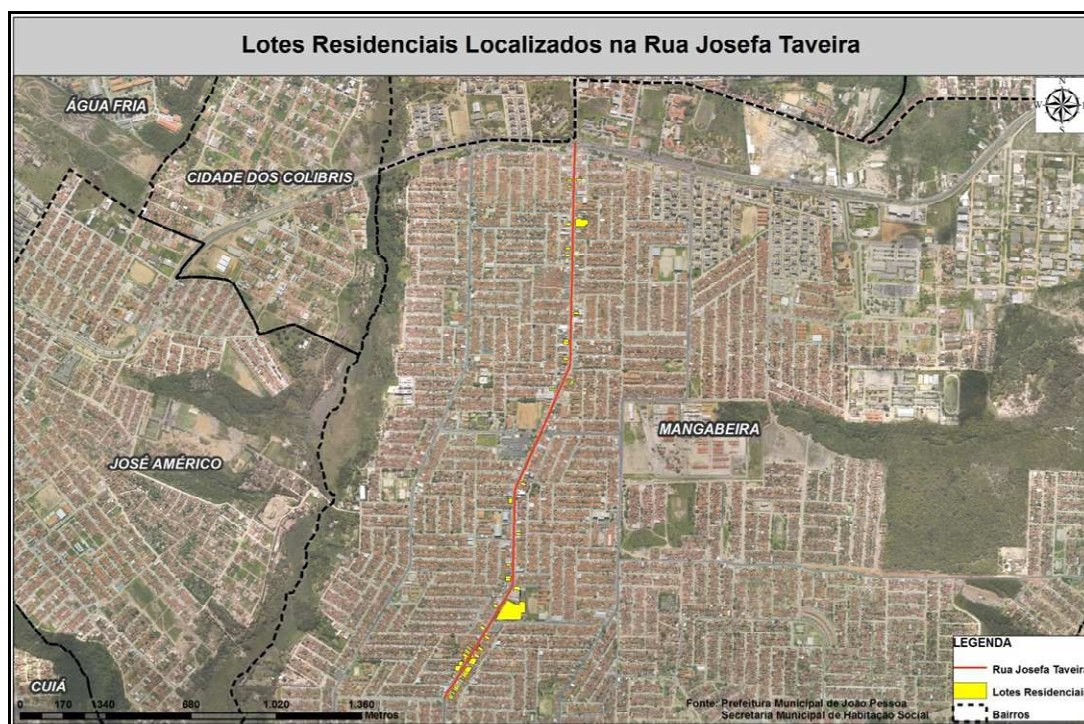 Lotes Residenciais Localizados na Rua Josefa Taveira
ÁGUA FRIA
N
W
S
CIDADE DOS COLIBRIS
MANGABEIRA
JOSÉ AMÉRICO
CUIÁ
LEGENDA
Rua Josefa Taveira
Lotes Residenciais
Bairros
0 170 340 680 1.020 1.360
Metros
Fonte: Prefeitura Municipal de João Pessoa
Secretaria Municipal de Habitação Social